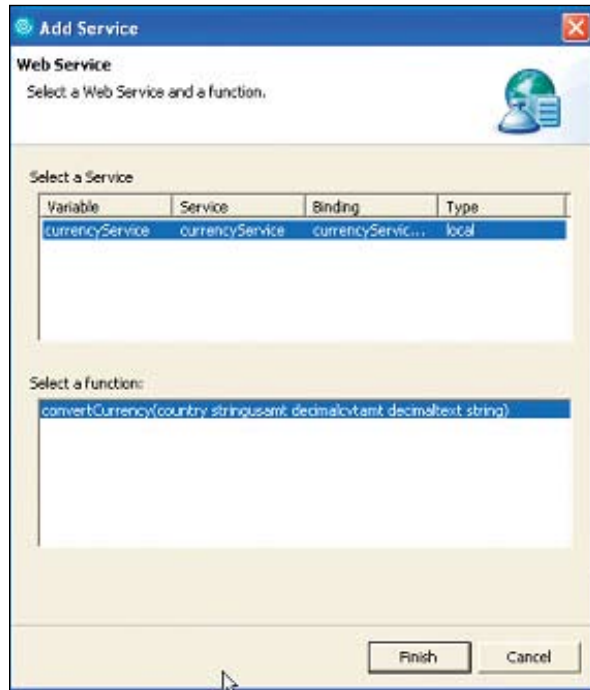 Add Service
Web Service
Select a Web Service and a function.
Select a Service
Variable Service Binding Type
currencyService currencyService currencyServic... local
Select a function:
convertCurrency(country stringusamt decimalcvtamt decimaltext string)
Finish Cancel